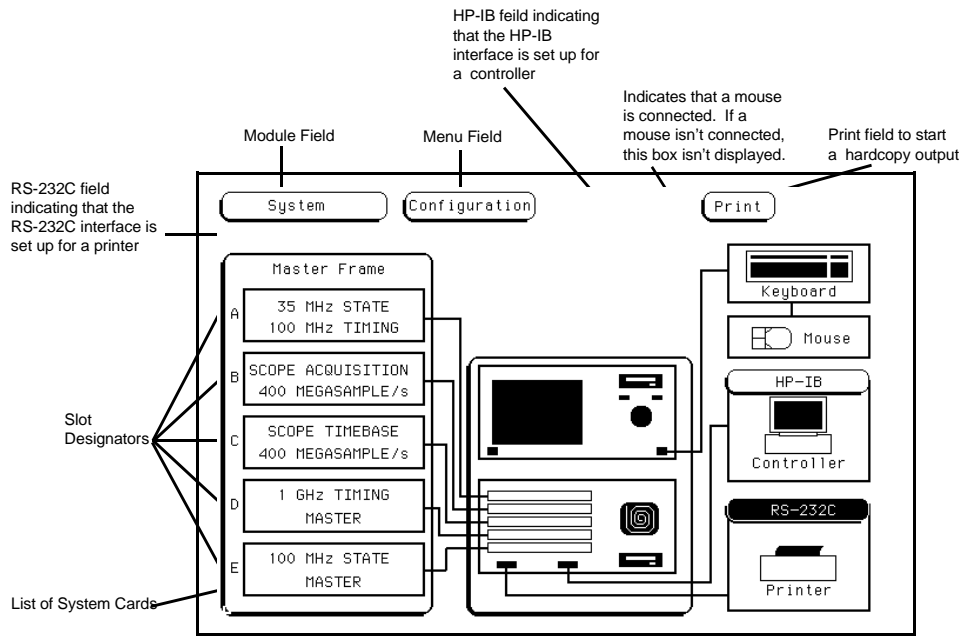 HP-IB feild indicating
that the HP-IB
interface is set up for
a controller
Indicates that a mouse
is connected. If a
mouse isn't connected,
this box isn't displayed.
Print field to start
a hardcopy output
Module Field
Menu Field
RS-232C field
indicating that the
RS-232C interface is
set up for a printer
System
Configuration
Print
Master Frame
A
35 MHz STATE
100 MHz TIMING
B
SCOPE ACQUISITION
400 MEGASAMPLE/s
C
SCOPE TIMEBASE
400 MEGASAMPLE/s
D
1 GHz TIMING
MASTER
E
100 MHz STATE
MASTER
Slot
Designators
List of System Cards
Keyboard
Mouse
HP-IB
Controller
RS-232C
Printer